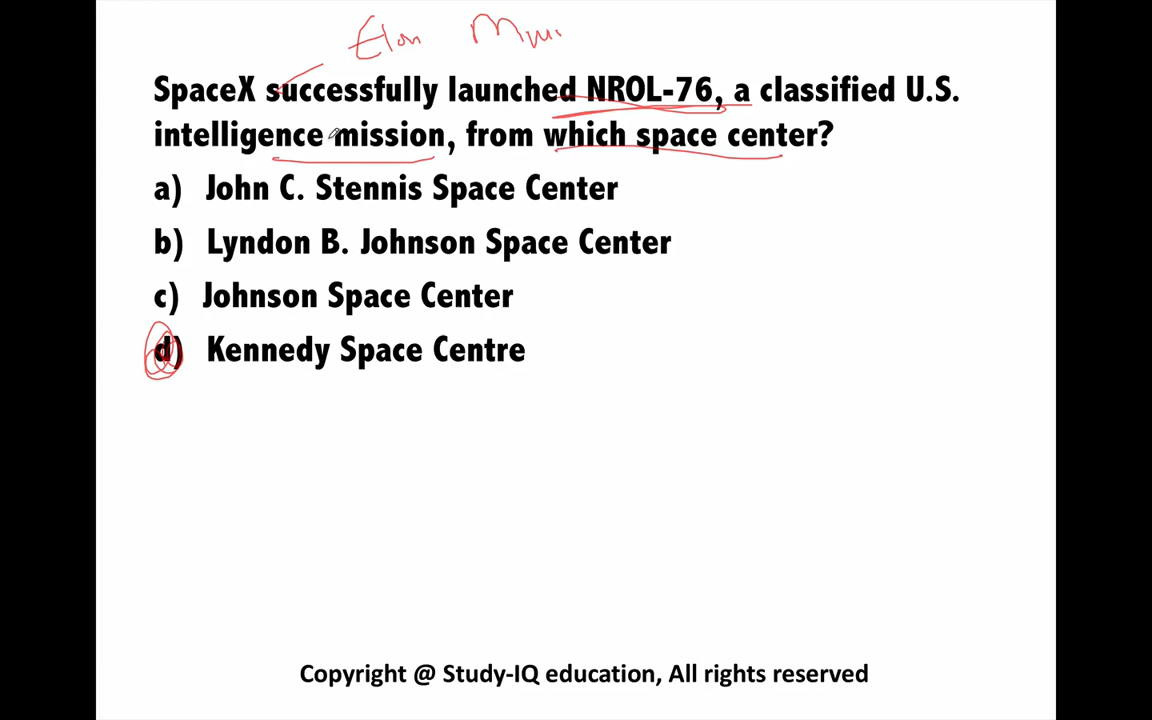 Elon
SpaceX successfully launched NROL-76, a classified U.S.
intelligence mission, from which space center?
a) John C. Stennis Space Center
b) Lyndon B. Johnson Space Center
c) Johnson Space Center
d) Kennedy Space Centre
Copyright @ Study-IQ education, All rights reserved